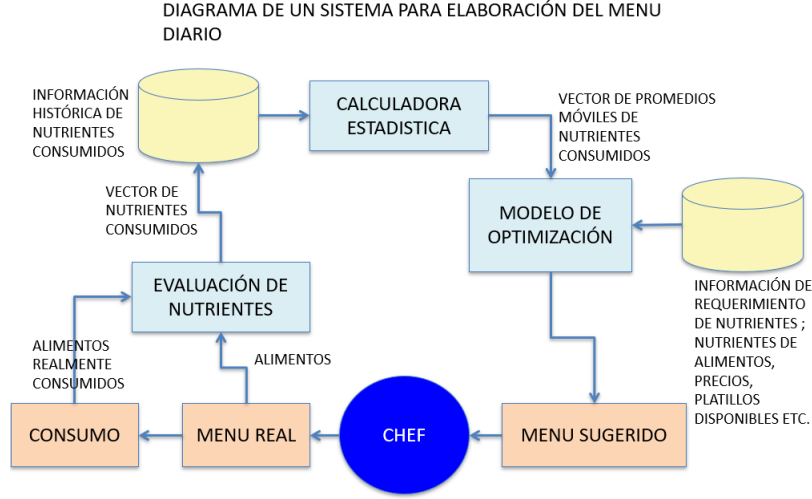 DIAGRAMA DE UN SISTEMA PARA ELABORACIÓN DEL MENU
DIARIO
INFORMACIÓN
HISTÓRICA DE
NUTRIENTES
CONSUMIDOS
CALCULADORA
ESTADISTICA
VECTOR DE PROMEDIOS
MÓVILES DE
NUTRIENTES
CONSUMIDOS
VECTOR DE
NUTRIENTES
CONSUMIDOS
MODELO DE
OPTIMIZACIÓN
EVALUACIÓN DE
NUTRIENTES
INFORMACIÓN DE
REQUERIMIENTO
DE NUTRIENTES ;
NUTRIENTES DE
ALIMENTOS,
PRECIOS,
PLATILLOS
DISPONIBLES ETC.
ALIMENTOS
REALMENTE
CONSUMIDOS
ALIMENTOS
CONSUMO
MENU REAL
CHEF
MENU SUGERIDO